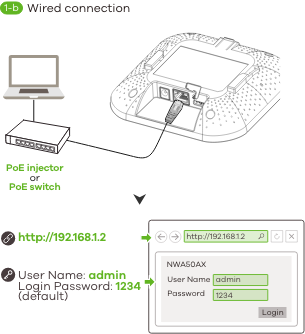 1-b Wired connection
PoE injector
or
PoE switch
http://192.168.1.2
http://192.168.1.2
User Name: admin
Login Password: 1234
(default)
NWA50AX
User Name admin
Password 1234
Login